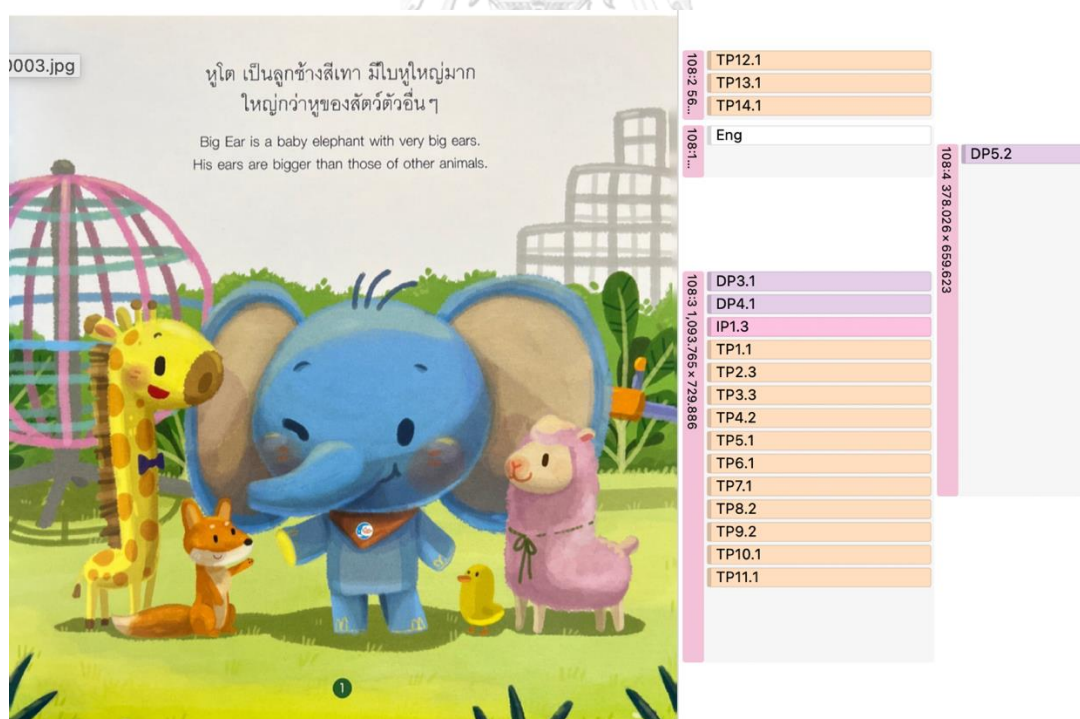 0003.jpg
หูโต เป็นลูกช้างสีเทา มีใบหูใหญ่มาก
ใหญ่กว่าหูของสัตว์ตัวอื่น ๆ
Big Ear is a baby elephant with very big ears.
His ears are bigger than those of other animals.
1
108:2 56...
TP12.1
TP13.1
TP14.1
108:1...
Eng
108:4 378.026 × 659.623
DP5.2
108:3 1,093.765 × 729.886
DP3.1
DP4.1
IP1.3
TP1.1
TP2.3
TP3.3
TP4.2
TP5.1
TP6.1
TP7.1
TP8.2
TP9.2
TP10.1
TP11.1